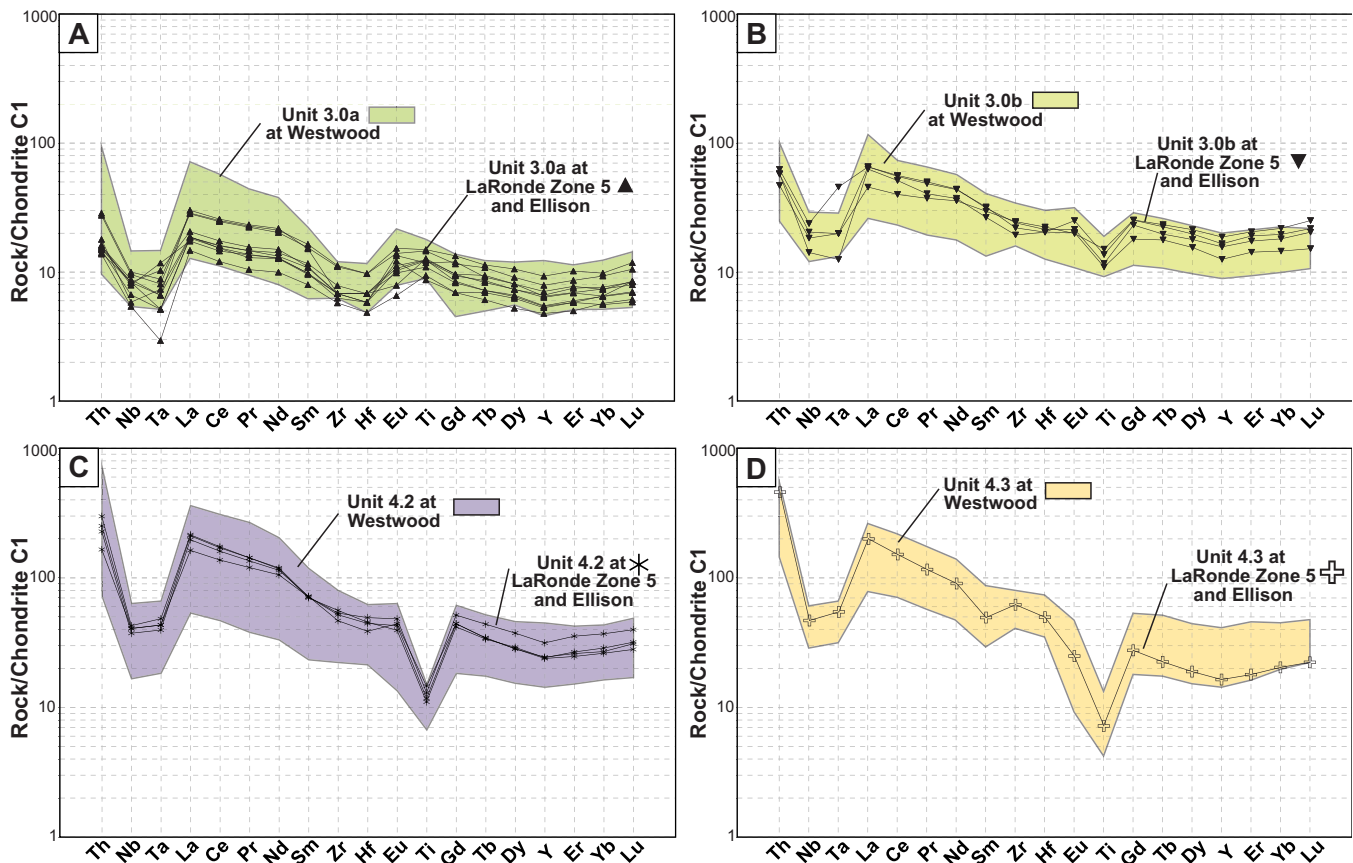 A
1000
100
10
1
Rock/Chondrite C1
Unit 3.0a
at Westwood
Unit 3.0a at
LaRonde Zone 5
and Ellison
Th Nb Ta La Ce Pr Nd Sm Zr Hf Eu Ti Gd Tb Dy Y Er Yb Lu
B
1000
100
10
1
Rock/Chondrite C1
Unit 3.0b
at Westwood
Unit 3.0b at
LaRonde Zone 5
and Ellison
Th Nb Ta La Ce Pr Nd Sm Zr Hf Eu Ti Gd Tb Dy Y Er Yb Lu
C
1000
100
10
1
Rock/Chondrite C1
Unit 4.2 at
Westwood
Unit 4.2 at
LaRonde Zone 5
and Ellison
Th Nb Ta La Ce Pr Nd Sm Zr Hf Eu Ti Gd Tb Dy Y Er Yb Lu
D
1000
100
10
1
Rock/Chondrite C1
Unit 4.3 at
Westwood
Unit 4.3 at
LaRonde Zone 5
and Ellison
Th Nb Ta La Ce Pr Nd Sm Zr Hf Eu Ti Gd Tb Dy Y Er Yb Lu